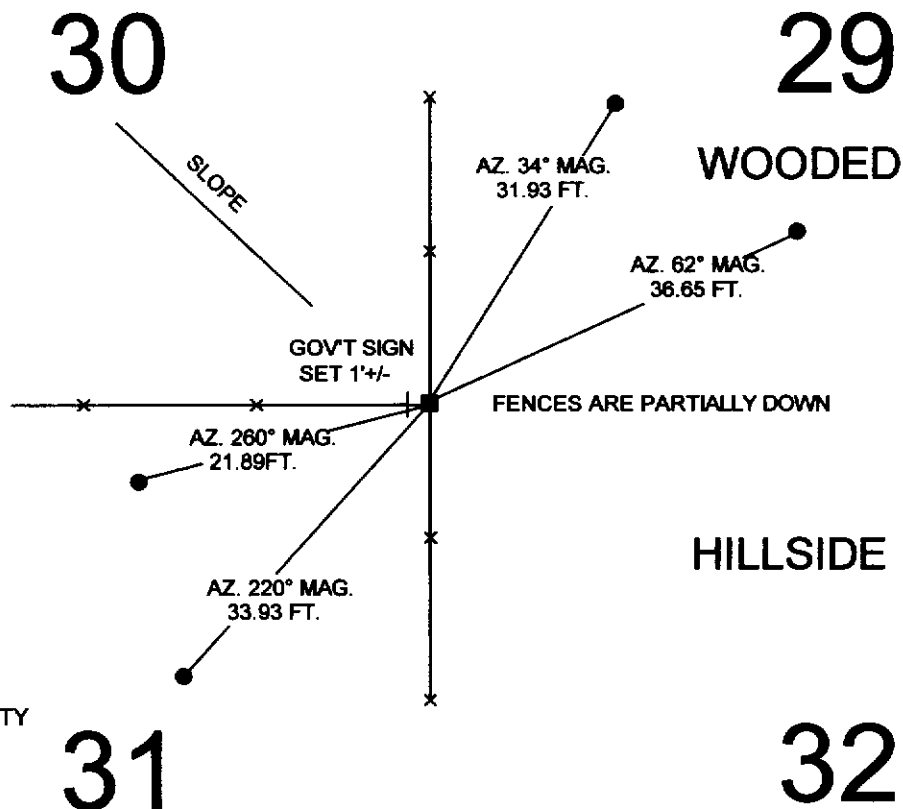 30
29
SLOPE
AZ. 34° MAG.
31.93 FT.
WOODED
AZ. 62° MAG.
36.65 FT.
GOV'T SIGN
SET 1'+/-
FENCES ARE PARTIALLY DOWN
AZ. 260° MAG.
21.89FT.
HILLSIDE
AZ. 220° MAG.
33.93 FT.
TY
31
32